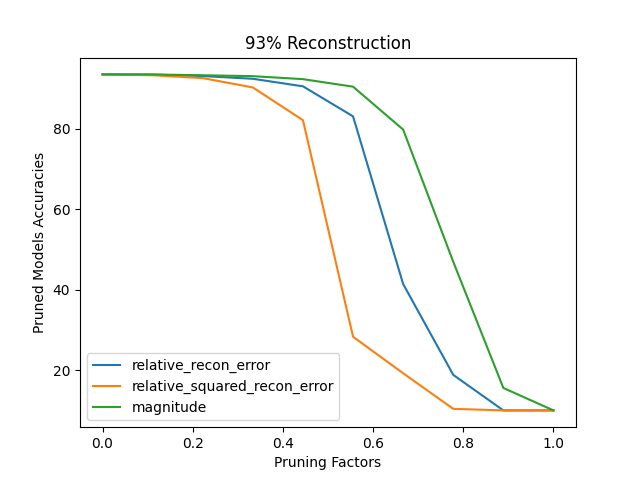 93% Reconstruction
Pruned Models Accuracies
80
60
40
20
relative_recon_error
relative_squared_recon_error
magnitude
0.0 0.2 0.4 0.6 0.8 1.0
Pruning Factors